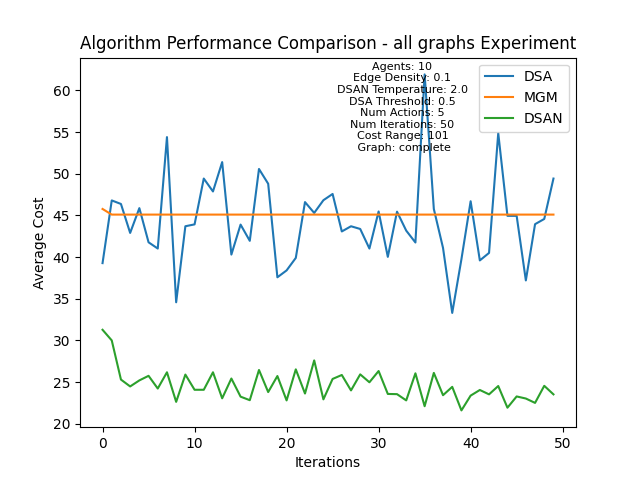 Algorithm Performance Comparison - all graphs Experiment
Agents: 10
Edge Density: 0.1
DSAN Temperature: 2.0
DSA Threshold: 0.5
Num Actions: 5
Num Iterations: 50
Cost Range: 101
Graph: complete
DSA
MGM
DSAN
Average Cost
60
55
50
45
40
35
30
25
20
0
10
20
30
40
50
Iterations